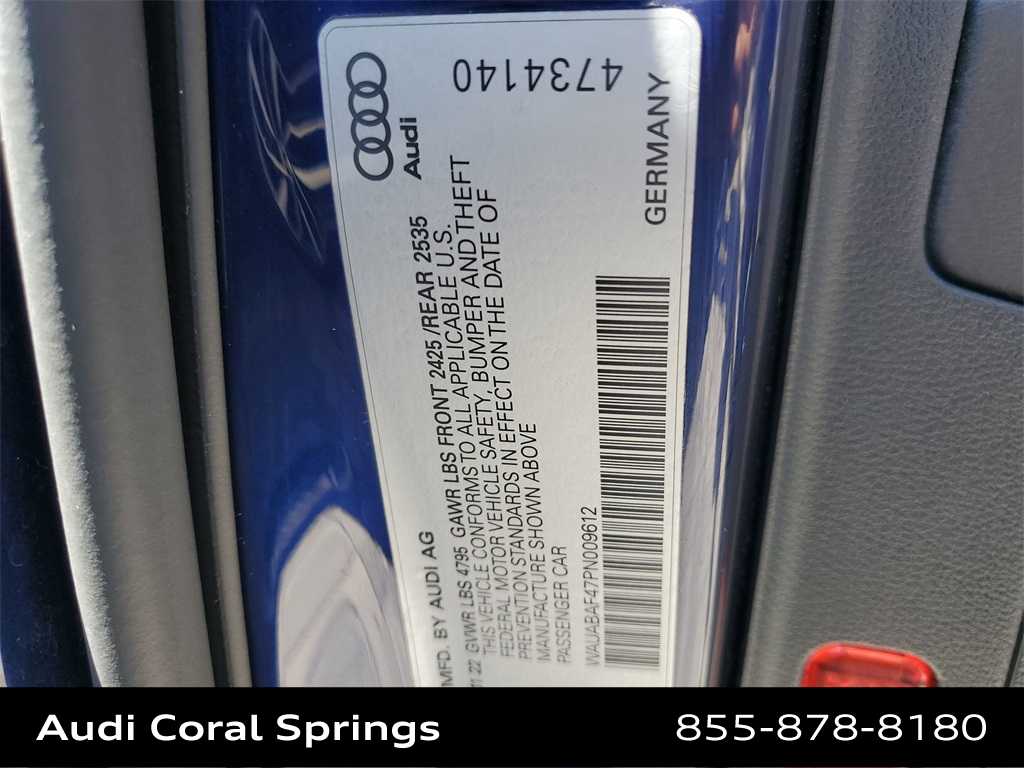 4734140
Audi
GERMANY
MFD. BY AUDI AG
11 22 GVWR LBS 4795 GAWR LBS FRONT 2425 /REAR 2535
THIS VEHICLE CONFORMS TO ALL APPLICABLE U.S.
FEDERAL MOTOR VEHICLE SAFETY, BUMPER AND THEFT
PREVENTION STANDARDS IN EFFECT ON THE DATE OF
MANUFACTURE SHOWN ABOVE
PASSENGER CAR
WAUABAF47PN009612
Audi Coral Springs
855-878-8180